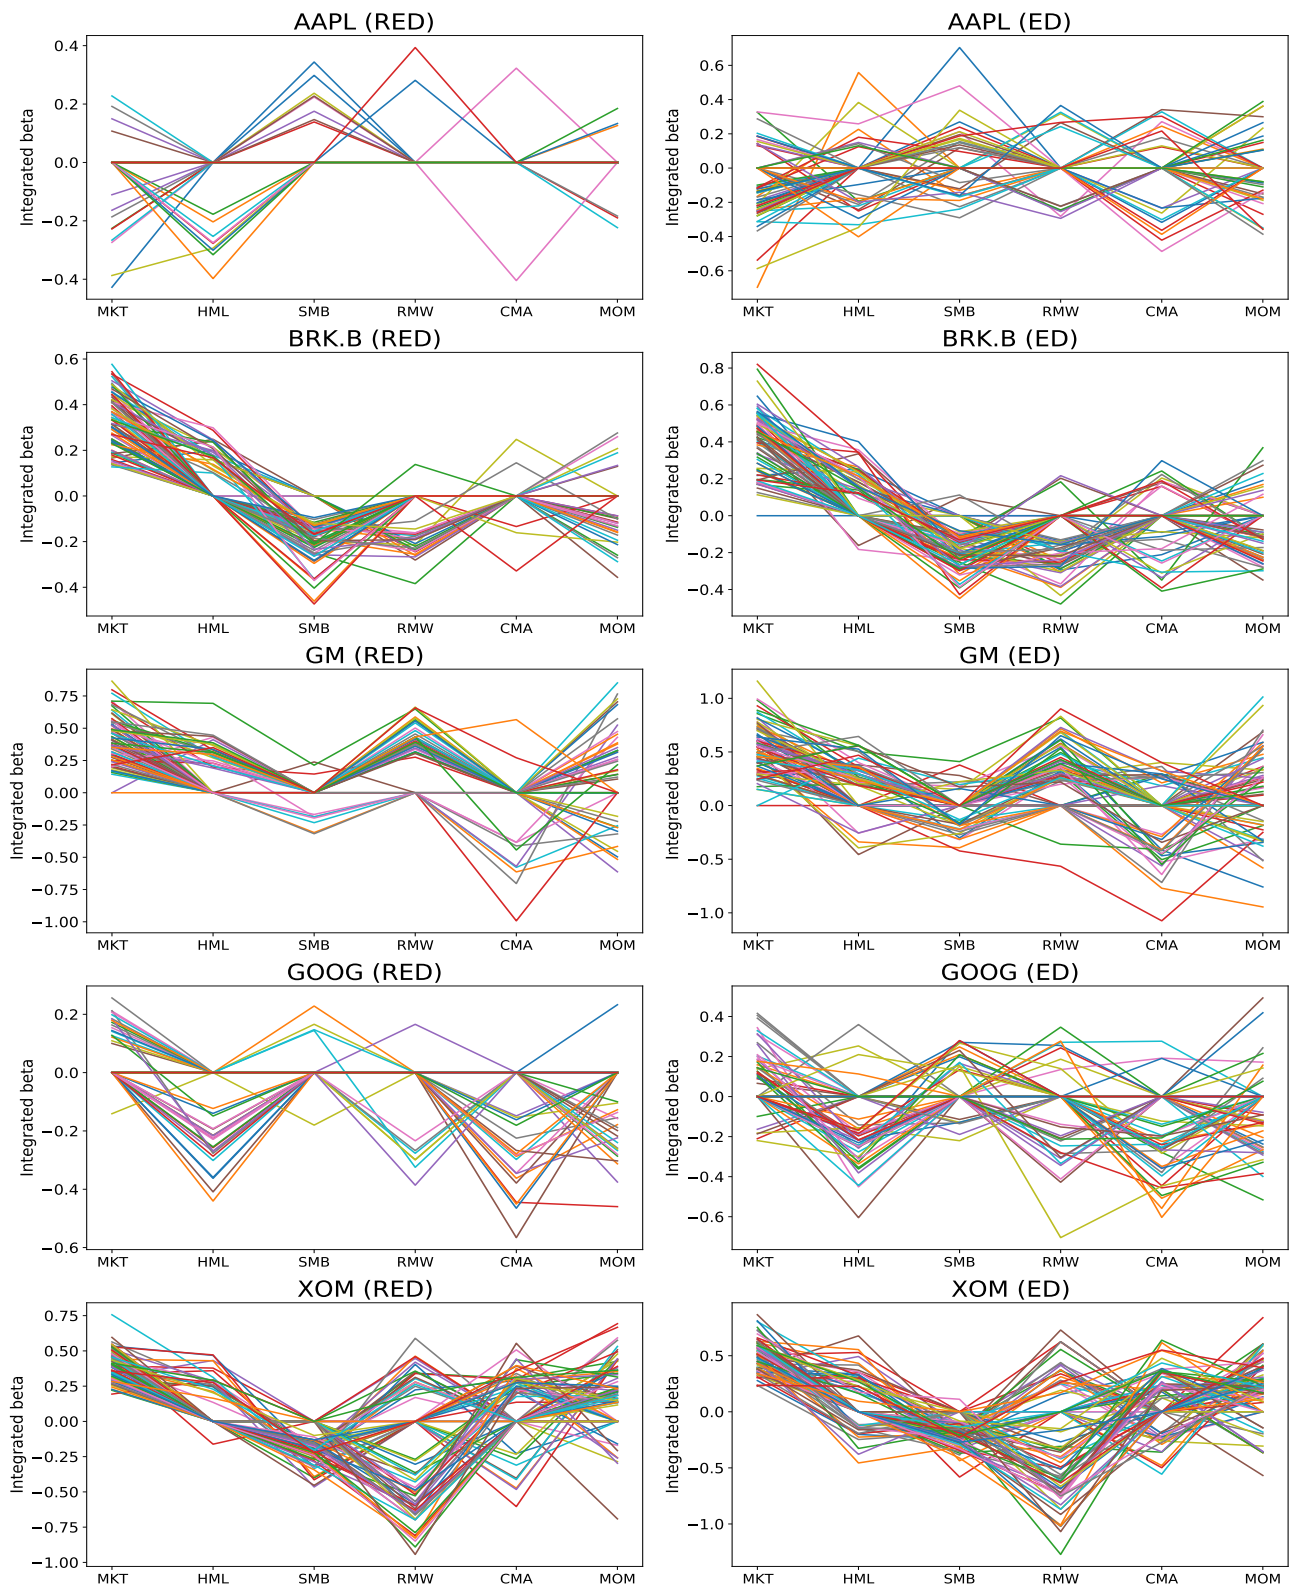 AAPL (RED)
0.4
0.2
0.0
−0.2
−0.4
Integrated beta
MKT HML SMB RMW CMA MOM
AAPL (ED)
0.6
0.4
0.2
0.0
−0.2
−0.4
−0.6
Integrated beta
MKT HML SMB RMW CMA MOM
BRK.B (RED)
0.6
0.4
0.2
0.0
−0.2
−0.4
Integrated beta
MKT HML SMB RMW CMA MOM
BRK.B (ED)
0.8
0.6
0.4
0.2
0.0
−0.2
−0.4
Integrated beta
MKT HML SMB RMW CMA MOM
GM (RED)
0.75
0.50
0.25
0.00
−0.25
−0.50
−0.75
−1.00
Integrated beta
MKT HML SMB RMW CMA MOM
GM (ED)
1.0
0.5
0.0
−0.5
−1.0
Integrated beta
MKT HML SMB RMW CMA MOM
GOOG (RED)
0.2
0.0
−0.2
−0.4
−0.6
Integrated beta
MKT HML SMB RMW CMA MOM
GOOG (ED)
0.4
0.2
0.0
−0.2
−0.4
−0.6
Integrated beta
MKT HML SMB RMW CMA MOM
XOM (RED)
0.75
0.50
0.25
0.00
−0.25
−0.50
−0.75
−1.00
Integrated beta
MKT HML SMB RMW CMA MOM
XOM (ED)
0.5
0.0
−0.5
−1.0
Integrated beta
MKT HML SMB RMW CMA MOM